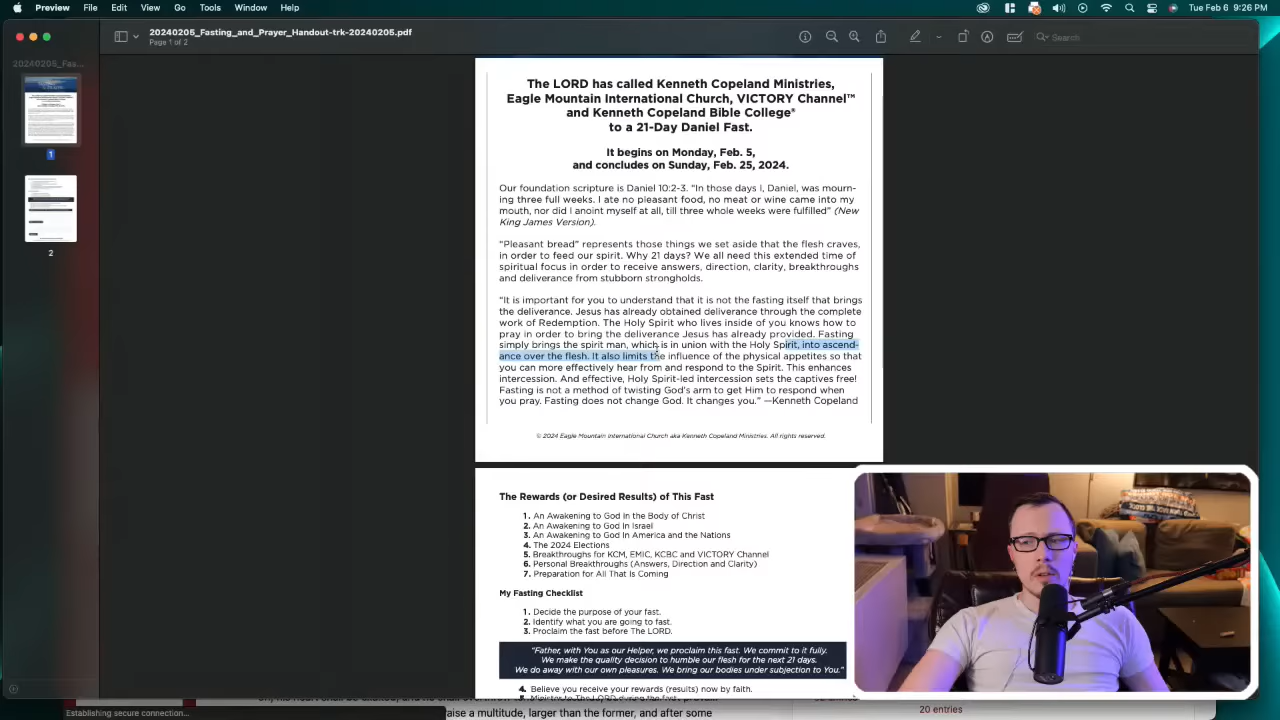 Preview File Edit View Go Tools Window Help
Tue Feb 6 9:26 PM
20240205_Fasting_and_Prayer_Handout-trk-20240205.pdf
Page 1 of 2
Search
20240205_Fas...
1
2
The LORD has called Kenneth Copeland Ministries,
Eagle Mountain International Church, VICTORY Channel™
and Kenneth Copeland Bible College®
to a 21-Day Daniel Fast.
It begins on Monday, Feb. 5,
and concludes on Sunday, Feb. 25, 2024.
Our foundation scripture is Daniel 10:2-3. "In those days I, Daniel, was mourn-
ing three full weeks. I ate no pleasant food, no meat or wine came into my
mouth, nor did I anoint myself at all, till three whole weeks were fulfilled" (New
King James Version).
"Pleasant bread" represents those things we set aside that the flesh craves,
in order to feed our spirit. Why 21 days? We all need this extended time of
spiritual focus in order to receive answers, direction, clarity, breakthroughs
and deliverance from stubborn strongholds.
"It is important for you to understand that it is not the fasting itself that brings
the deliverance. Jesus has already obtained deliverance through the complete
work of Redemption. The Holy Spirit who lives inside of you knows how to
pray in order to bring the deliverance Jesus has already provided. Fasting
simply brings the spirit man, which is in union with the Holy Spirit, into ascend-
ance over the flesh. It also limits the influence of the physical appetites so that
you can more effectively hear from and respond to the Spirit. This enhances
intercession. And effective, Holy Spirit-led intercession sets the captives free!
Fasting is not a method of twisting God's arm to get Him to respond when
you pray. Fasting does not change God. It changes you." —Kenneth Copeland
© 2024 Eagle Mountain International Church aka Kenneth Copeland Ministries. All rights reserved.
The Rewards (or Desired Results) of This Fast
1. An Awakening to God in the Body of Christ
2. An Awakening to God in Israel
3. An Awakening to God in America and the Nations
4. The 2024 Elections
5. Breakthroughs for KCM, EMIC, KCBC and VICTORY Channel
6. Personal Breakthroughs (Answers, Direction and Clarity)
7. Preparation for All That Is Coming
My Fasting Checklist
1. Decide the purpose of your fast.
2. Identify what you are going to fast.
3. Proclaim the fast before The LORD.
"Father, with You as our Helper, we proclaim this fast. We commit to it fully.
We make the quality decision to humble our flesh for the next 21 days.
We do away with our own pleasures. We bring our bodies under subjection to You."
4. Believe you receive your rewards (results) now by faith.
5. Minister to The LORD during the fast
Establishing secure connection...
raise a multitude, larger than the former, and after some
20 entries